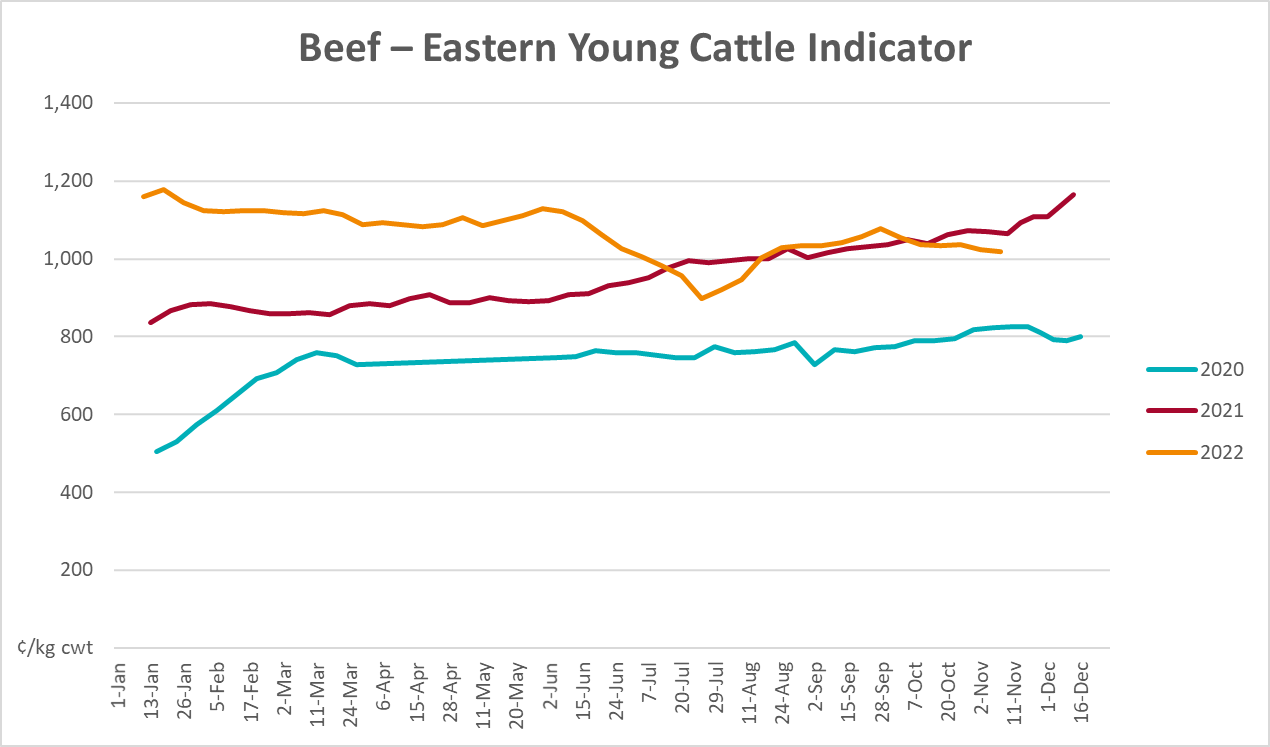 Beef – Eastern Young Cattle Indicator
1,400
1,200
1,000
800
600
400
200
¢/kg cwt
1-Jan
13-Jan
26-Jan
5-Feb
17-Feb
2-Mar
11-Mar
24-Mar
6-Apr
15-Apr
28-Apr
11-May
20-May
2-Jun
15-Jun
24-Jun
7-Jul
20-Jul
29-Jul
11-Aug
24-Aug
2-Sep
15-Sep
28-Sep
7-Oct
20-Oct
2-Nov
11-Nov
1-Dec
16-Dec
2020
2021
2022